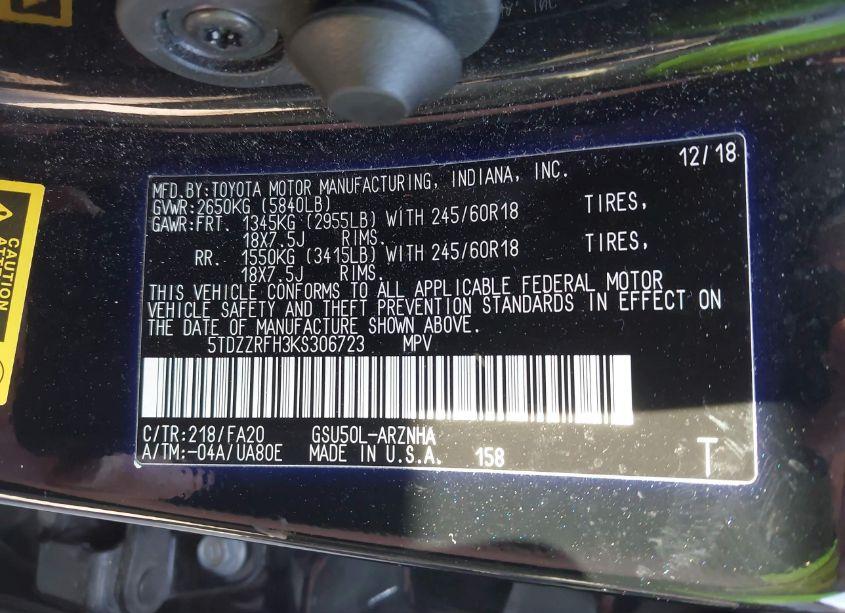 12/18
MFD.BY:TOYOTA MOTOR MANUFACTURING, INDIANA, INC.
GVWR:2650KG (5840LB)
GAWR:FRT. 1345KG (2955LB) WITH 245/60R18 TIRES,
18X7.5J RIMS.
RR. 1550KG (3415LB) WITH 245/60R18 TIRES,
18X7.5J RIMS.
THIS VEHICLE CONFORMS TO ALL APPLICABLE FEDERAL MOTOR
VEHICLE SAFETY AND THEFT PREVENTION STANDARDS IN EFFECT ON
THE DATE OF MANUFACTURE SHOWN ABOVE.
5TDZZRFH3KS306723 MPV
C/TR:218/FA20 GSU50L-ARZNHA
A/TM:-04A/UA80E MADE IN U.S.A. 158 T
CAUTION